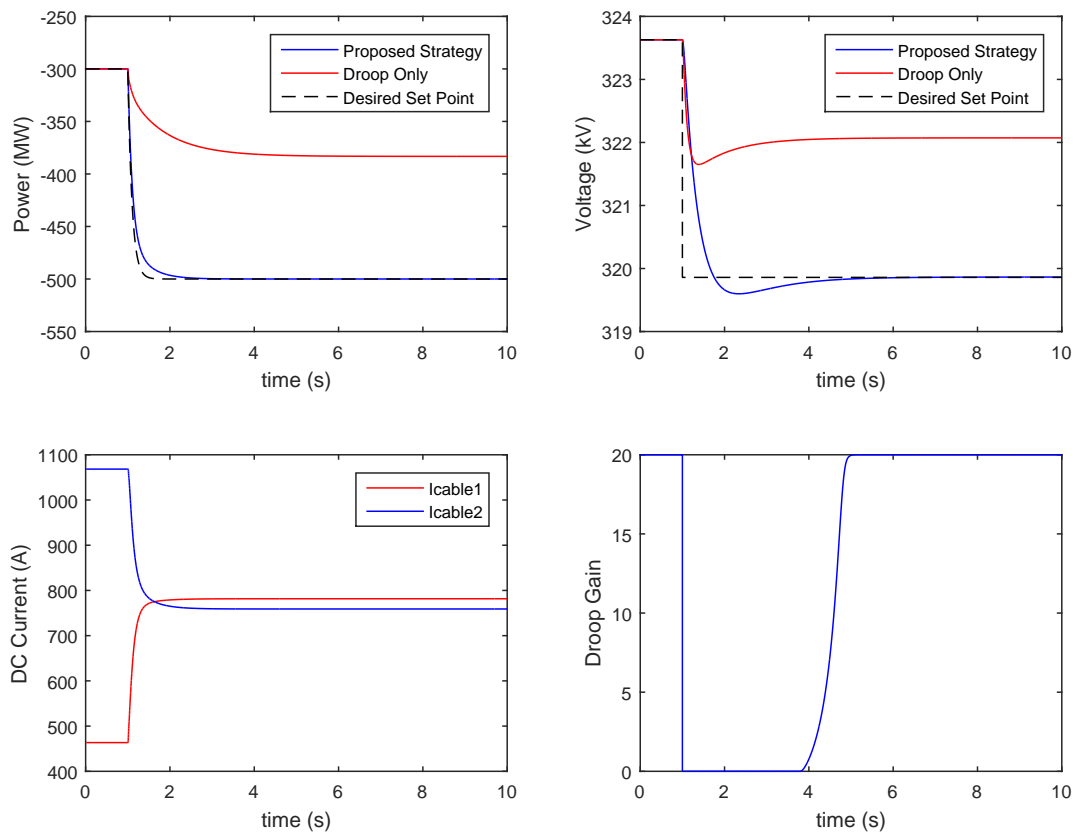 -250
-300
-350
-400
-450
-500
-550
Power (MW)
0 2 4 6 8 10
time (s)
Proposed Strategy
Droop Only
Desired Set Point
324
323
322
321
320
319
Voltage (kV)
0 2 4 6 8 10
time (s)
Proposed Strategy
Droop Only
Desired Set Point
1100
1000
900
800
700
600
500
400
DC Current (A)
0 2 4 6 8 10
time (s)
Icable1
Icable2
20
15
10
5
0
Droop Gain
0 2 4 6 8 10
time (s)